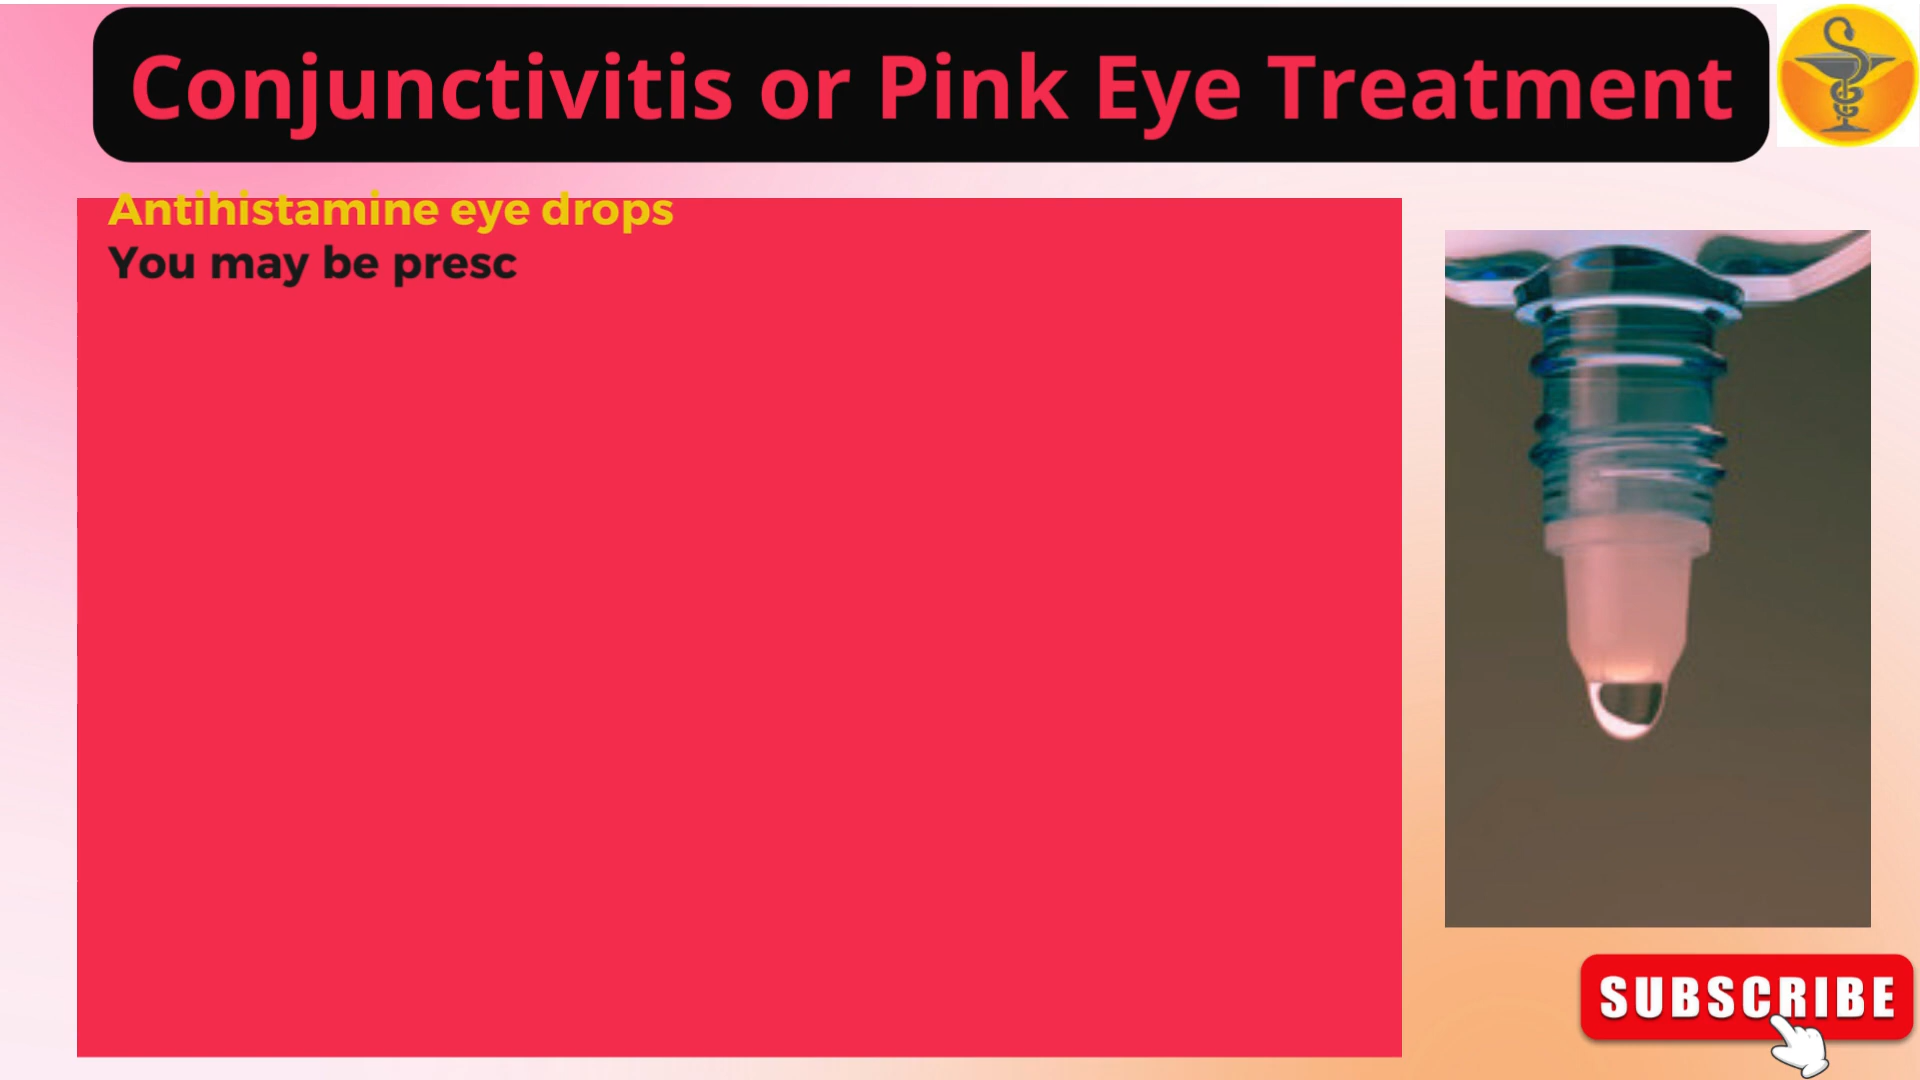 Conjunctivitis or Pink Eye Treatment
Antihistamine eye drops
You may be presc
SUBSCRIBE